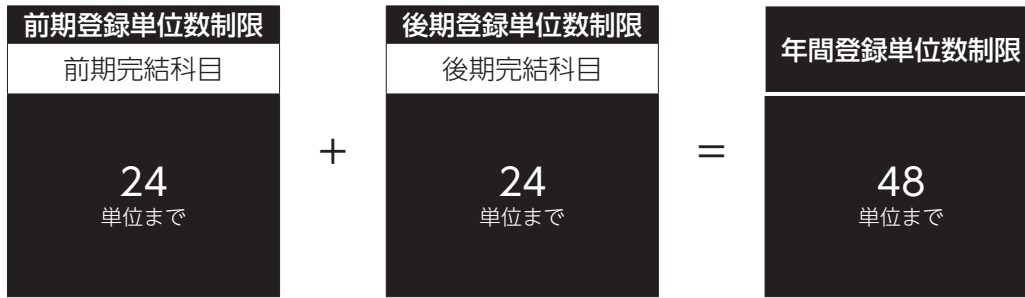 前期登録単位数制限
前期完結科目
24
単位まで
+
後期登録単位数制限
後期完結科目
24
単位まで
=
年間登録単位数制限
48
単位まで